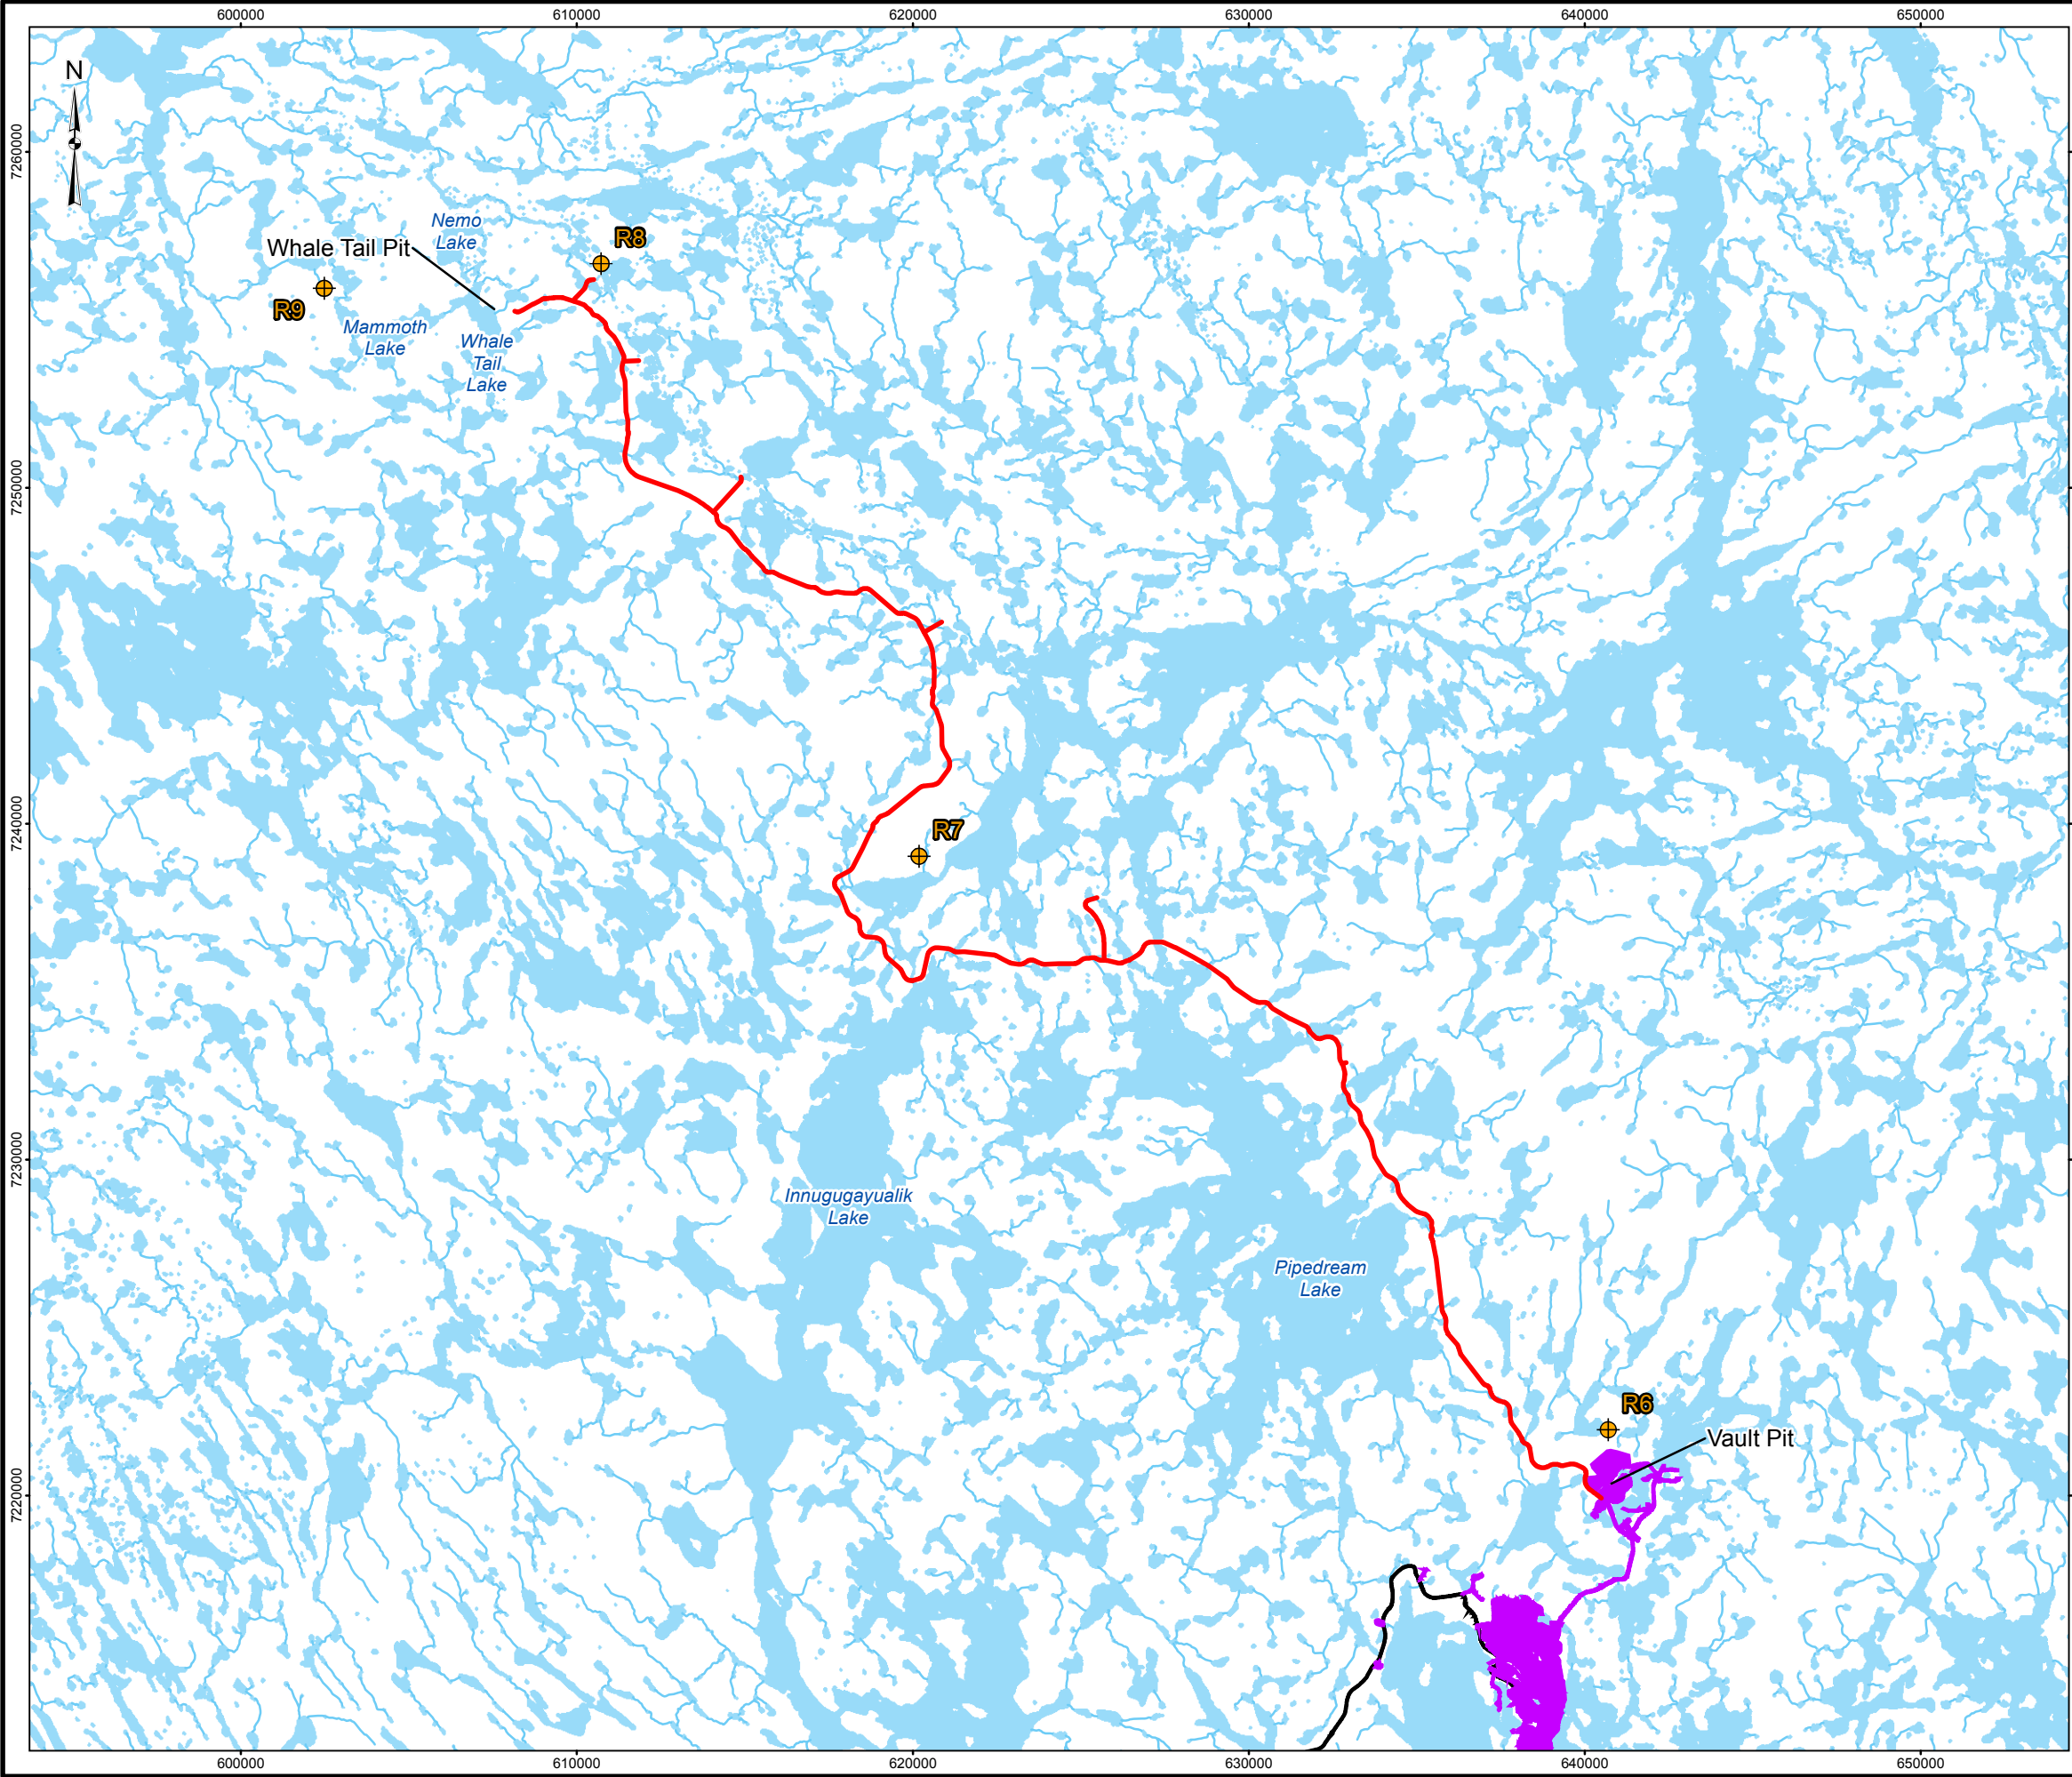 600000
610000
620000
630000
640000
650000
N
7260000
Nemo
Lake
Whale Tail Pit
R8
R9
Mammoth
Lake
Whale
Tail
Lake
7250000
7240000
R7
7230000
Innugugayualik
Lake
Pipedream
Lake
R6
Vault Pit
7220000
600000
610000
620000
630000
640000
650000